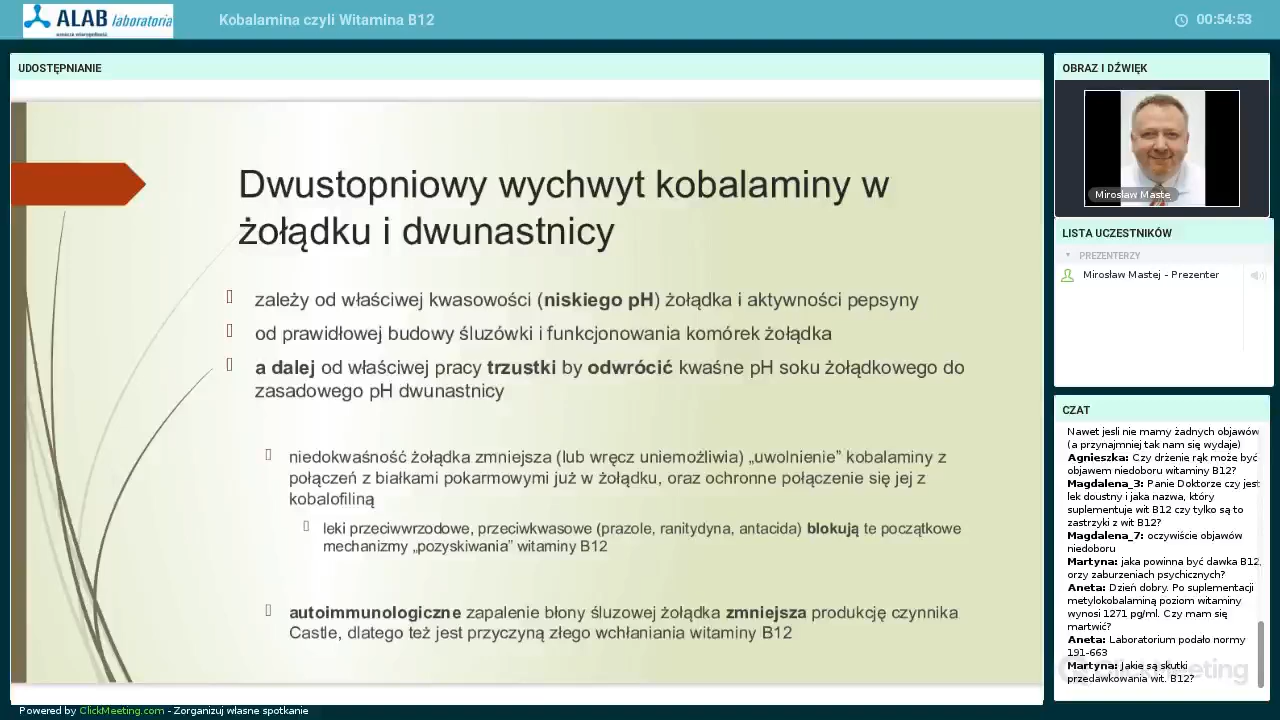 ALAB laboratoria
Kobalamina czyli Witamina B12
00:54:53
UDOSTĘPNIANIE
Dwustopniowy wychwyt kobalaminy w
żołądku i dwunastnicy
zależy od właściwej kwasowości (niskiego pH) żołądka i aktywności pepsyny
od prawidłowej budowy śluzówki i funkcjonowania komórek żołądka
a dalej od właściwej pracy trzustki by odwrócić kwaśne pH soku żołądkowego do
zasadowego pH dwunastnicy
niedokwaśność żołądka zmniejsza (lub wręcz uniemożliwia) „uwolnienie” kobalaminy z
połączeń z białkami pokarmowymi już w żołądku, oraz ochronne połączenie się jej z
kobalofiliną
leki przeciwwrzodowe, przeciwkwasowe (prazole, ranitydyna, antacida) blokują te początkowe
mechanizmy „pozyskiwania” witaminy B12
autoimmunologiczne zapalenie błony śluzowej żołądka zmniejsza produkcję czynnika
Castle, dlatego też jest przyczyną złego wchłaniania witaminy B12
OBRAZ I DŹWIĘK
Mirosław Maste
LISTA UCZESTNIKÓW
PREZENTERZY
Mirosław Mastej - Prezenter
CZAT
Nawet jesli nie mamy żadnych objawów
(a przynajmniej tak nam się wydaje)
Agnieszka: Czy drżenie rąk może być
objawem niedoboru witaminy B12?
Magdalena_3: Panie Doktorze czy jest
lek doustny i jaka nazwa, który
suplementuje wit B12 czy tylko są to
zastrzyki z wit B12?
Magdalena_7: oczywiście objawów
niedoboru
Martyna: jaka powinna być dawka B12
orzy zaburzeniach psychicznych?
Aneta: Dzień dobry. Po suplementacji
metylokobalaminą poziom witaminy
wynosi 1271 pg/ml. Czy mam się
martwić?
Aneta: Laboratorium podało normy
191-663
Martyna: Jakie są skutki
przedawkowania wit. B12?
Powered by ClickMeeting.com - Zorganizuj własne spotkanie